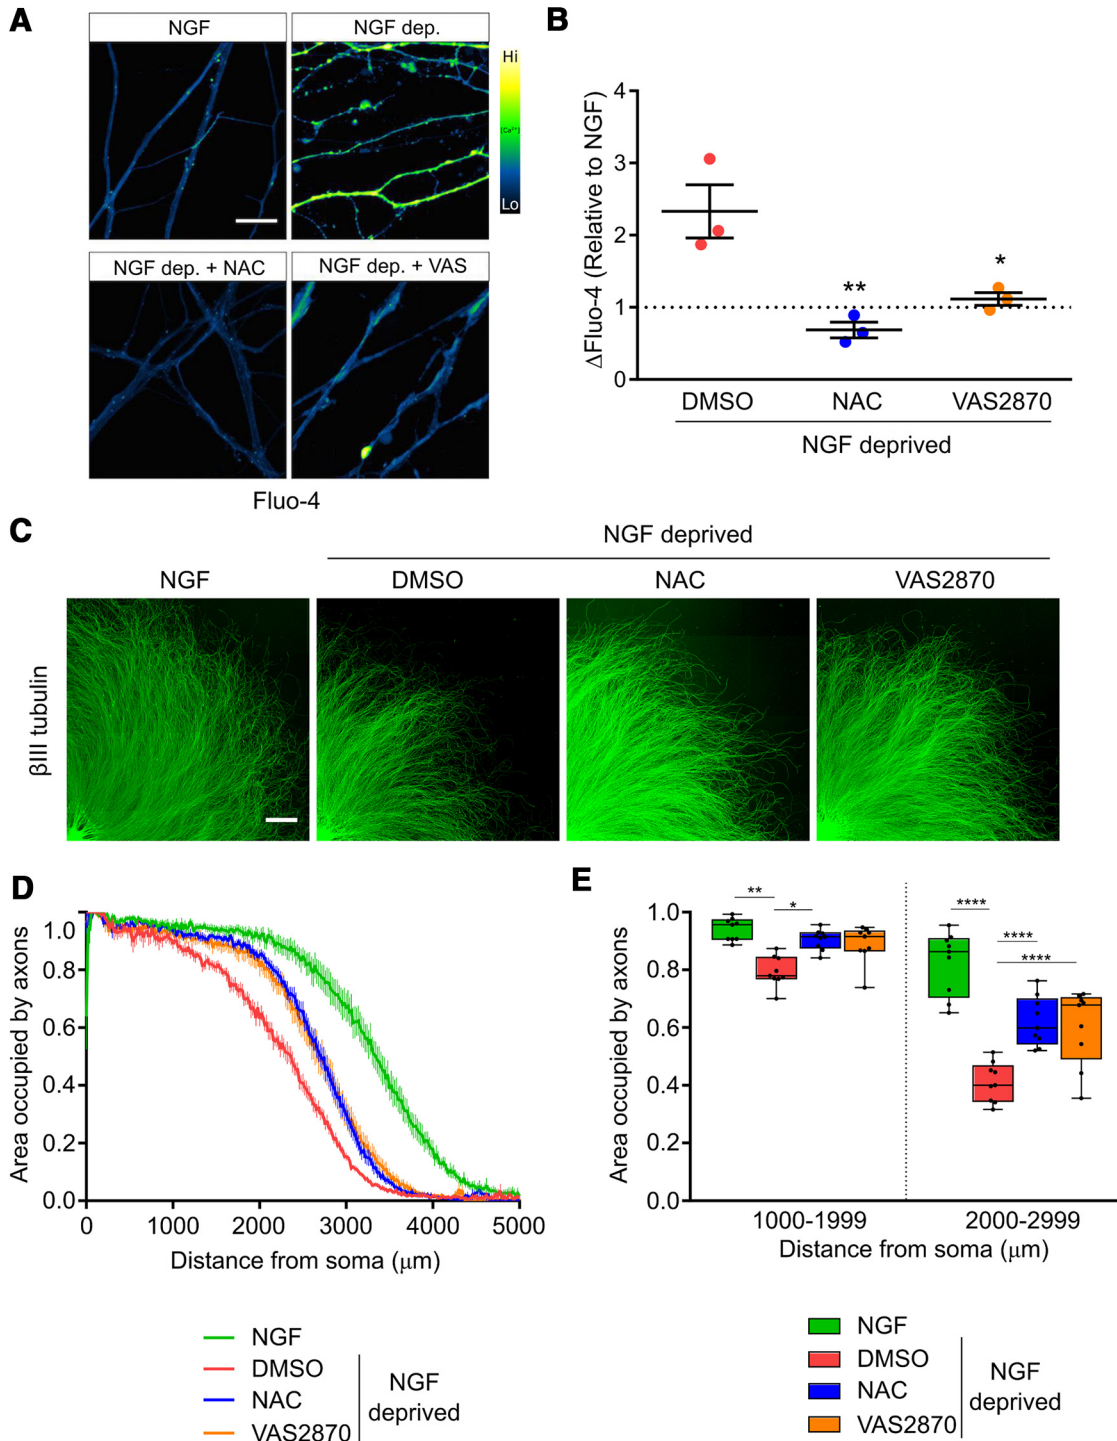 A
NGF
NGF dep.
Hi
[Ca²⁺]
Lo
NGF dep. + NAC
NGF dep. + VAS
Fluo-4
B
ΔFluo-4 (Relative to NGF)
4
3
2
1
0
**
*
DMSO
NAC
VAS2870
NGF deprived
C
NGF deprived
NGF
DMSO
NAC
VAS2870
βIII tubulin
D
Area occupied by axons
1.0
0.8
0.6
0.4
0.2
0.0
0
1000
2000
3000
4000
5000
Distance from soma (μm)
NGF
DMSO
NAC
VAS2870
NGF
deprived
E
Area occupied by axons
1.0
0.8
0.6
0.4
0.2
0.0
**
*
****
****
****
1000-1999
2000-2999
Distance from soma (μm)
NGF
DMSO
NAC
VAS2870
NGF
deprived